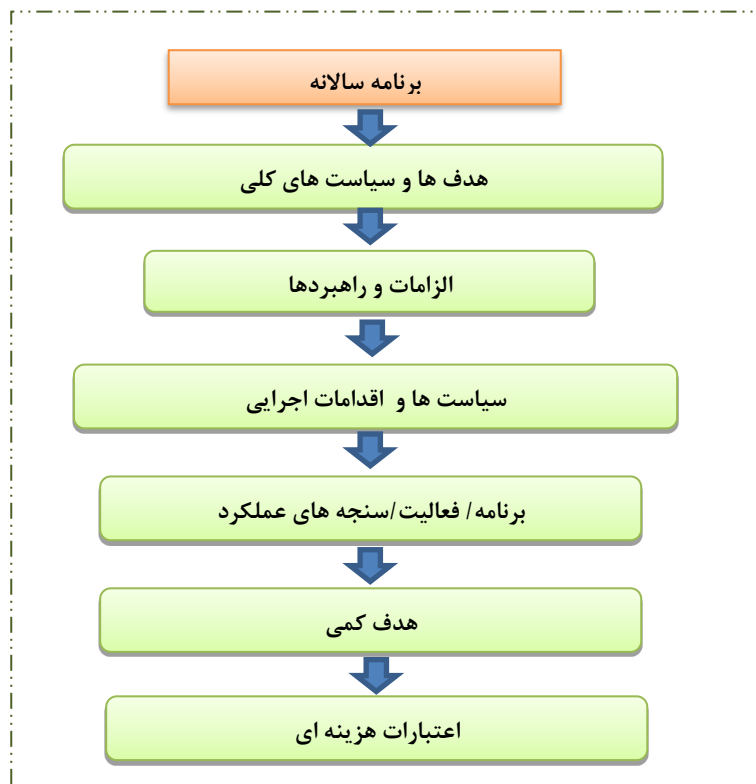 برنامه سالانه
هدف ها و سیاست های کلی
الزامات و راهبردها
سیاست ها و اقدامات اجرایی
برنامه/ فعالیت/سنجه های عملکرد
هدف کمی
اعتبارات هزینه ای